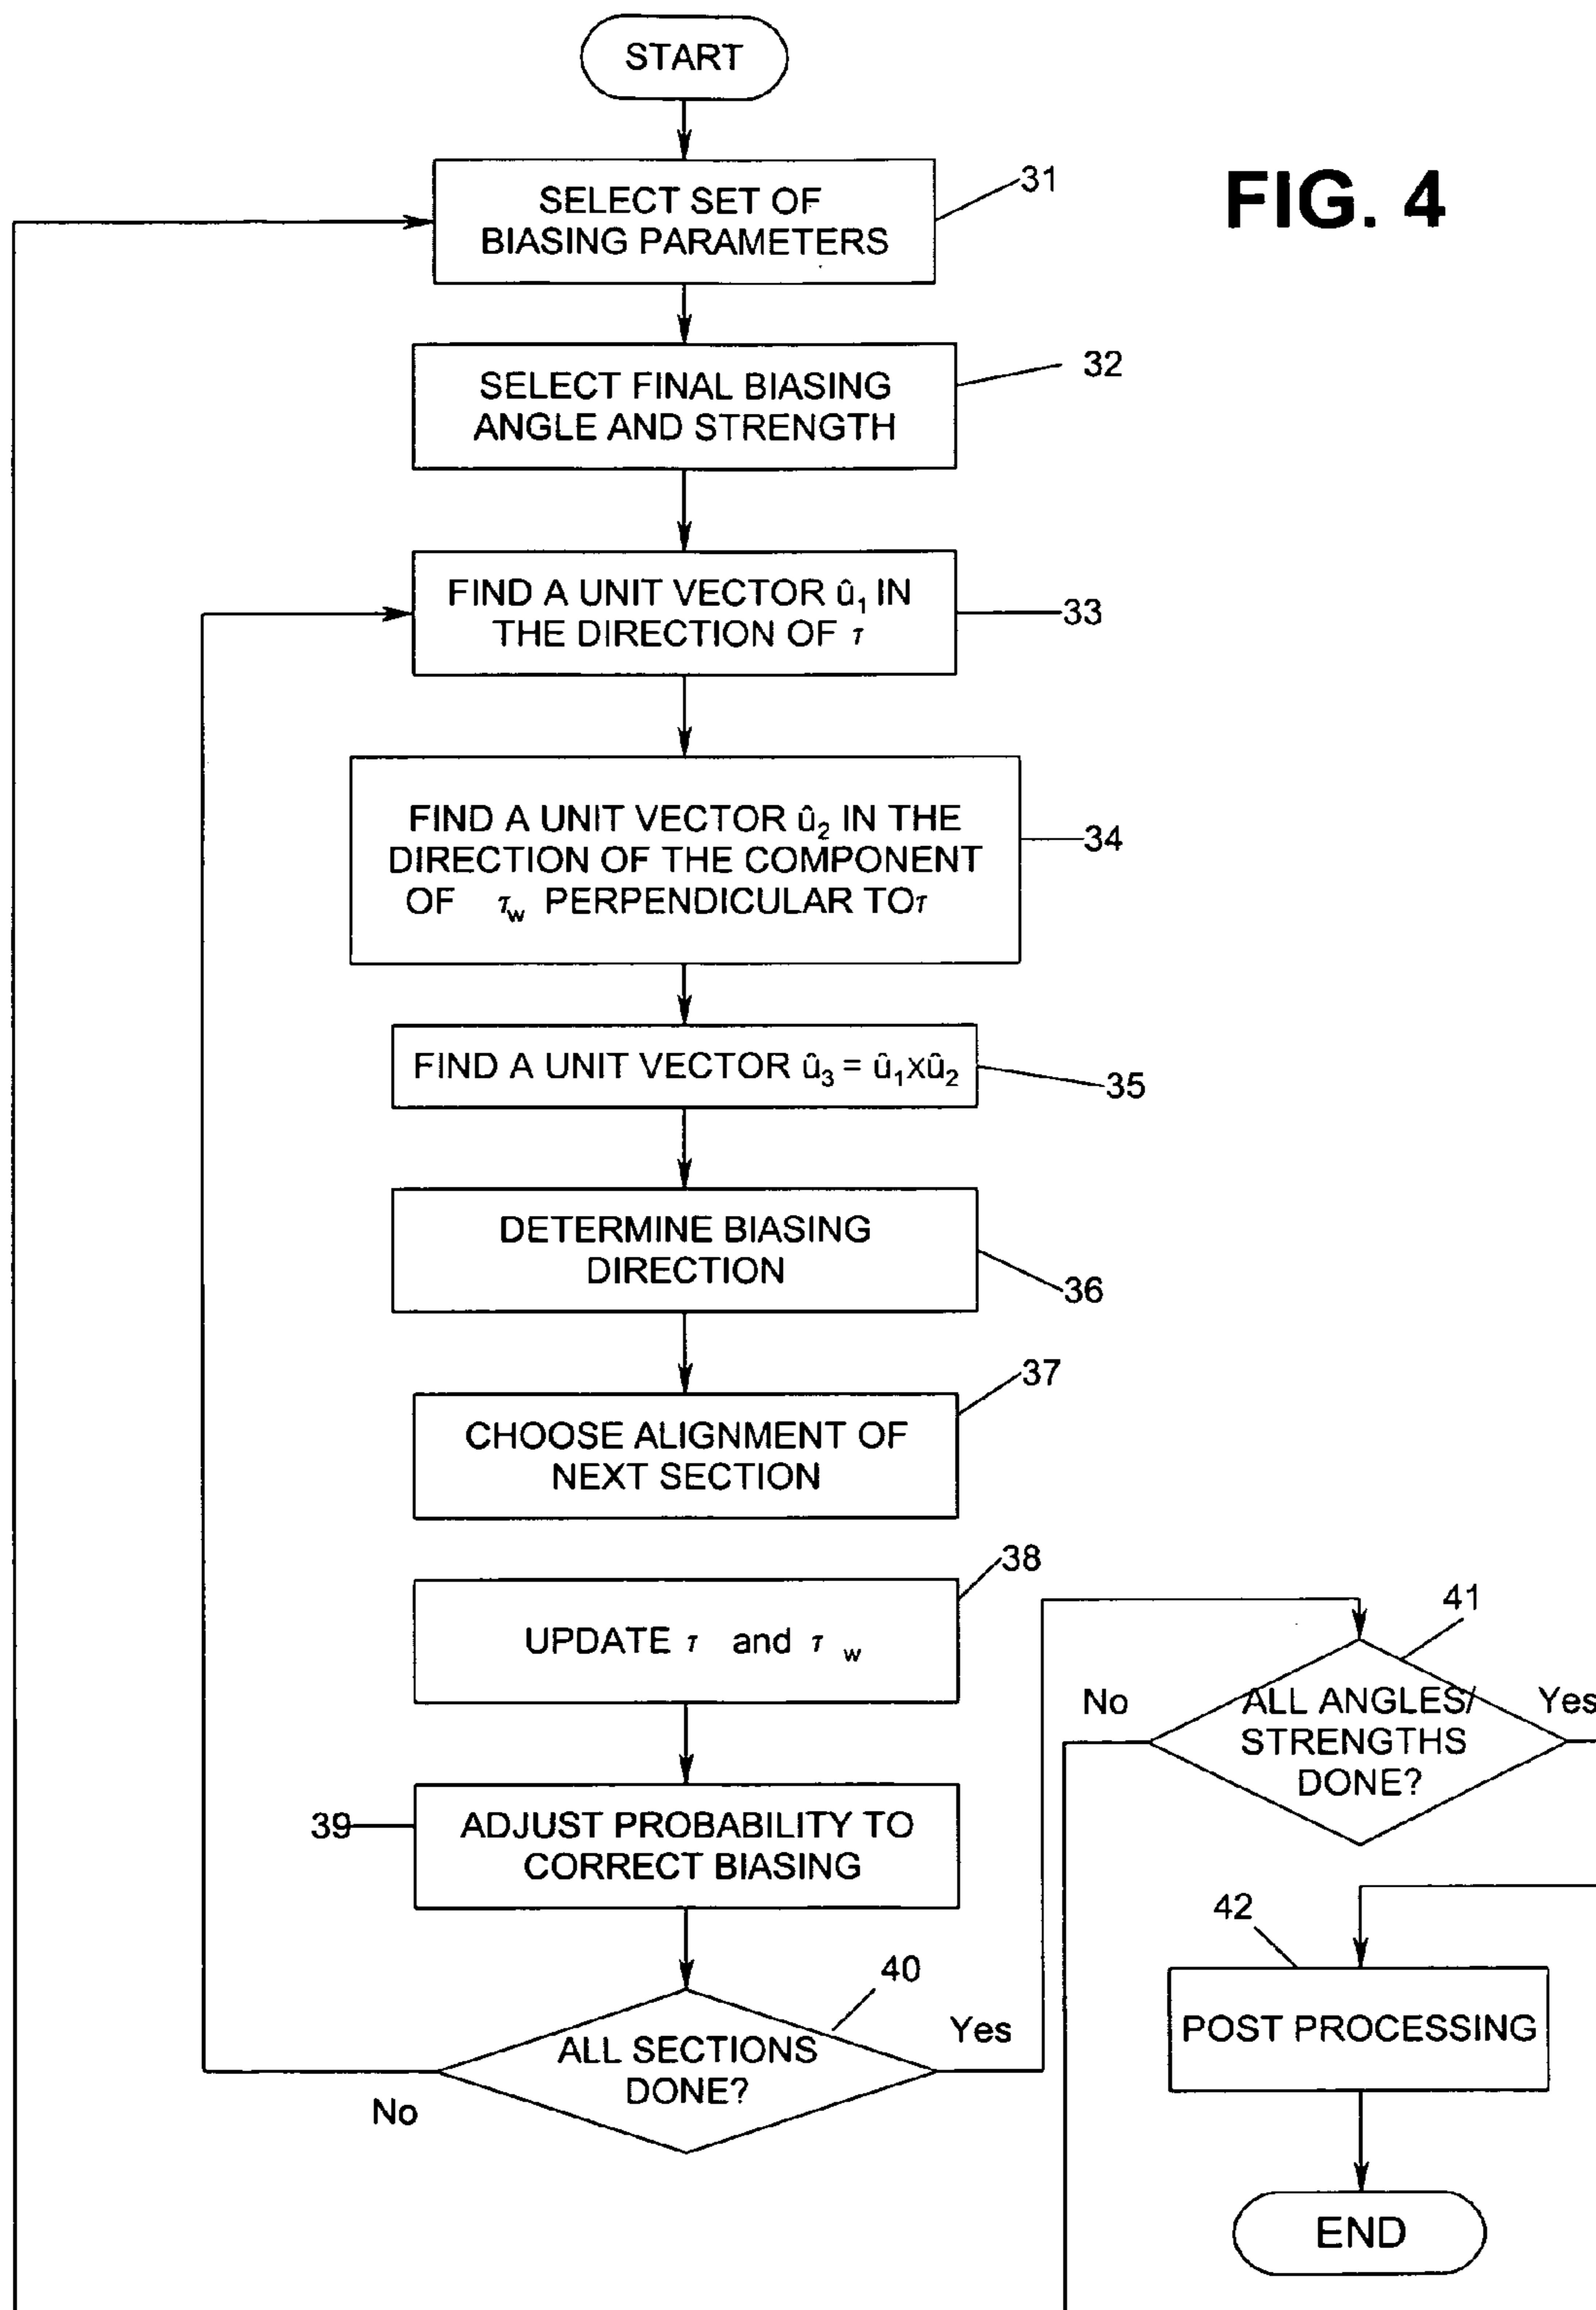 START
FIG. 4
SELECT SET OF
BIASING PARAMETERS
31
SELECT FINAL BIASING
ANGLE AND STRENGTH
32
FIND A UNIT VECTOR û₁ IN
THE DIRECTION OF τ
33
FIND A UNIT VECTOR û₂ IN THE
DIRECTION OF THE COMPONENT
OF τw PERPENDICULAR TO τ
34
FIND A UNIT VECTOR û₃ = û₁xû₂
35
DETERMINE BIASING
DIRECTION
36
CHOOSE ALIGNMENT OF
NEXT SECTION
37
UPDATE τ and τ w
38
ADJUST PROBABILITY TO
CORRECT BIASING
39
ALL SECTIONS
DONE?
40
No
Yes
ALL ANGLES/
STRENGTHS
DONE?
41
No
Yes
POST PROCESSING
42
END